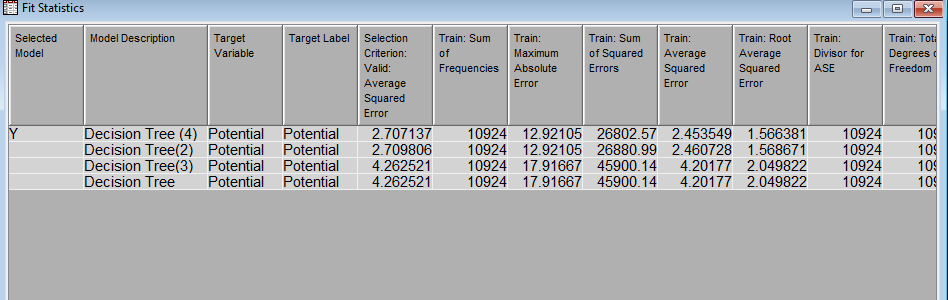 Fit Statistics
Selected Model | Model Description | Target Variable | Target Label | Selection Criterion: Valid: Average Squared Error | Train: Sum of Frequencies | Train: Maximum Absolute Error | Train: Sum of Squared Errors | Train: Average Squared Error | Train: Root Average Squared Error | Train: Divisor for ASE | Train: Tota Degrees o Freedom
Y | Decision Tree (4) | Potential | Potential | 2.707137 | 10924 | 12.92105 | 26802.57 | 2.453549 | 1.566381 | 10924 | 109
Decision Tree(2) | Potential | Potential | 2.709806 | 10924 | 12.92105 | 26880.99 | 2.460728 | 1.568671 | 10924 | 109
Decision Tree(3) | Potential | Potential | 4.262521 | 10924 | 17.91667 | 45900.14 | 4.20177 | 2.049822 | 10924 | 109
Decision Tree | Potential | Potential | 4.262521 | 10924 | 17.91667 | 45900.14 | 4.20177 | 2.049822 | 10924 | 109